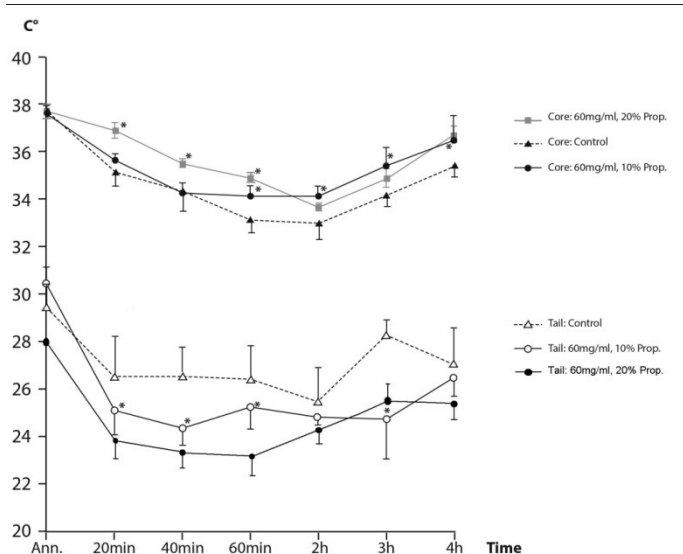 C°
40
38
36
34
32
30
28
26
24
22
20
*
*
*
*
*
*
*
*
*
*
Core: 60mg/ml, 20% Prop.
Core: Control
Core: 60mg/ml, 10% Prop.
Tail: Control
Tail: 60mg/ml, 10% Prop.
Tail: 60mg/ml, 20% Prop.
Ann. 20min 40min 60min 2h 3h 4h Time